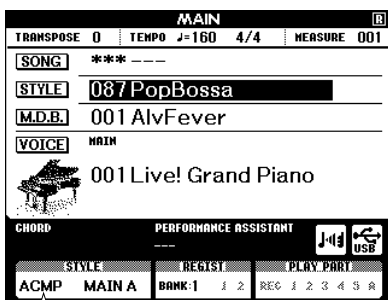 MAIN R
TRANSPOSE 0 TEMPO ♩=160 4/4 MEASURE 001
SONG *** ---
STYLE 087 PopBossa
M.D.B. 001 AlvFever
VOICE MAIN
001 Live! Grand Piano
CHORD PERFORMANCE ASSISTANT
---
USB
STYLE REGIST PLAY PART
ACMP MAIN A BANK:1 1 2 REC 1 2 3 4 5 A